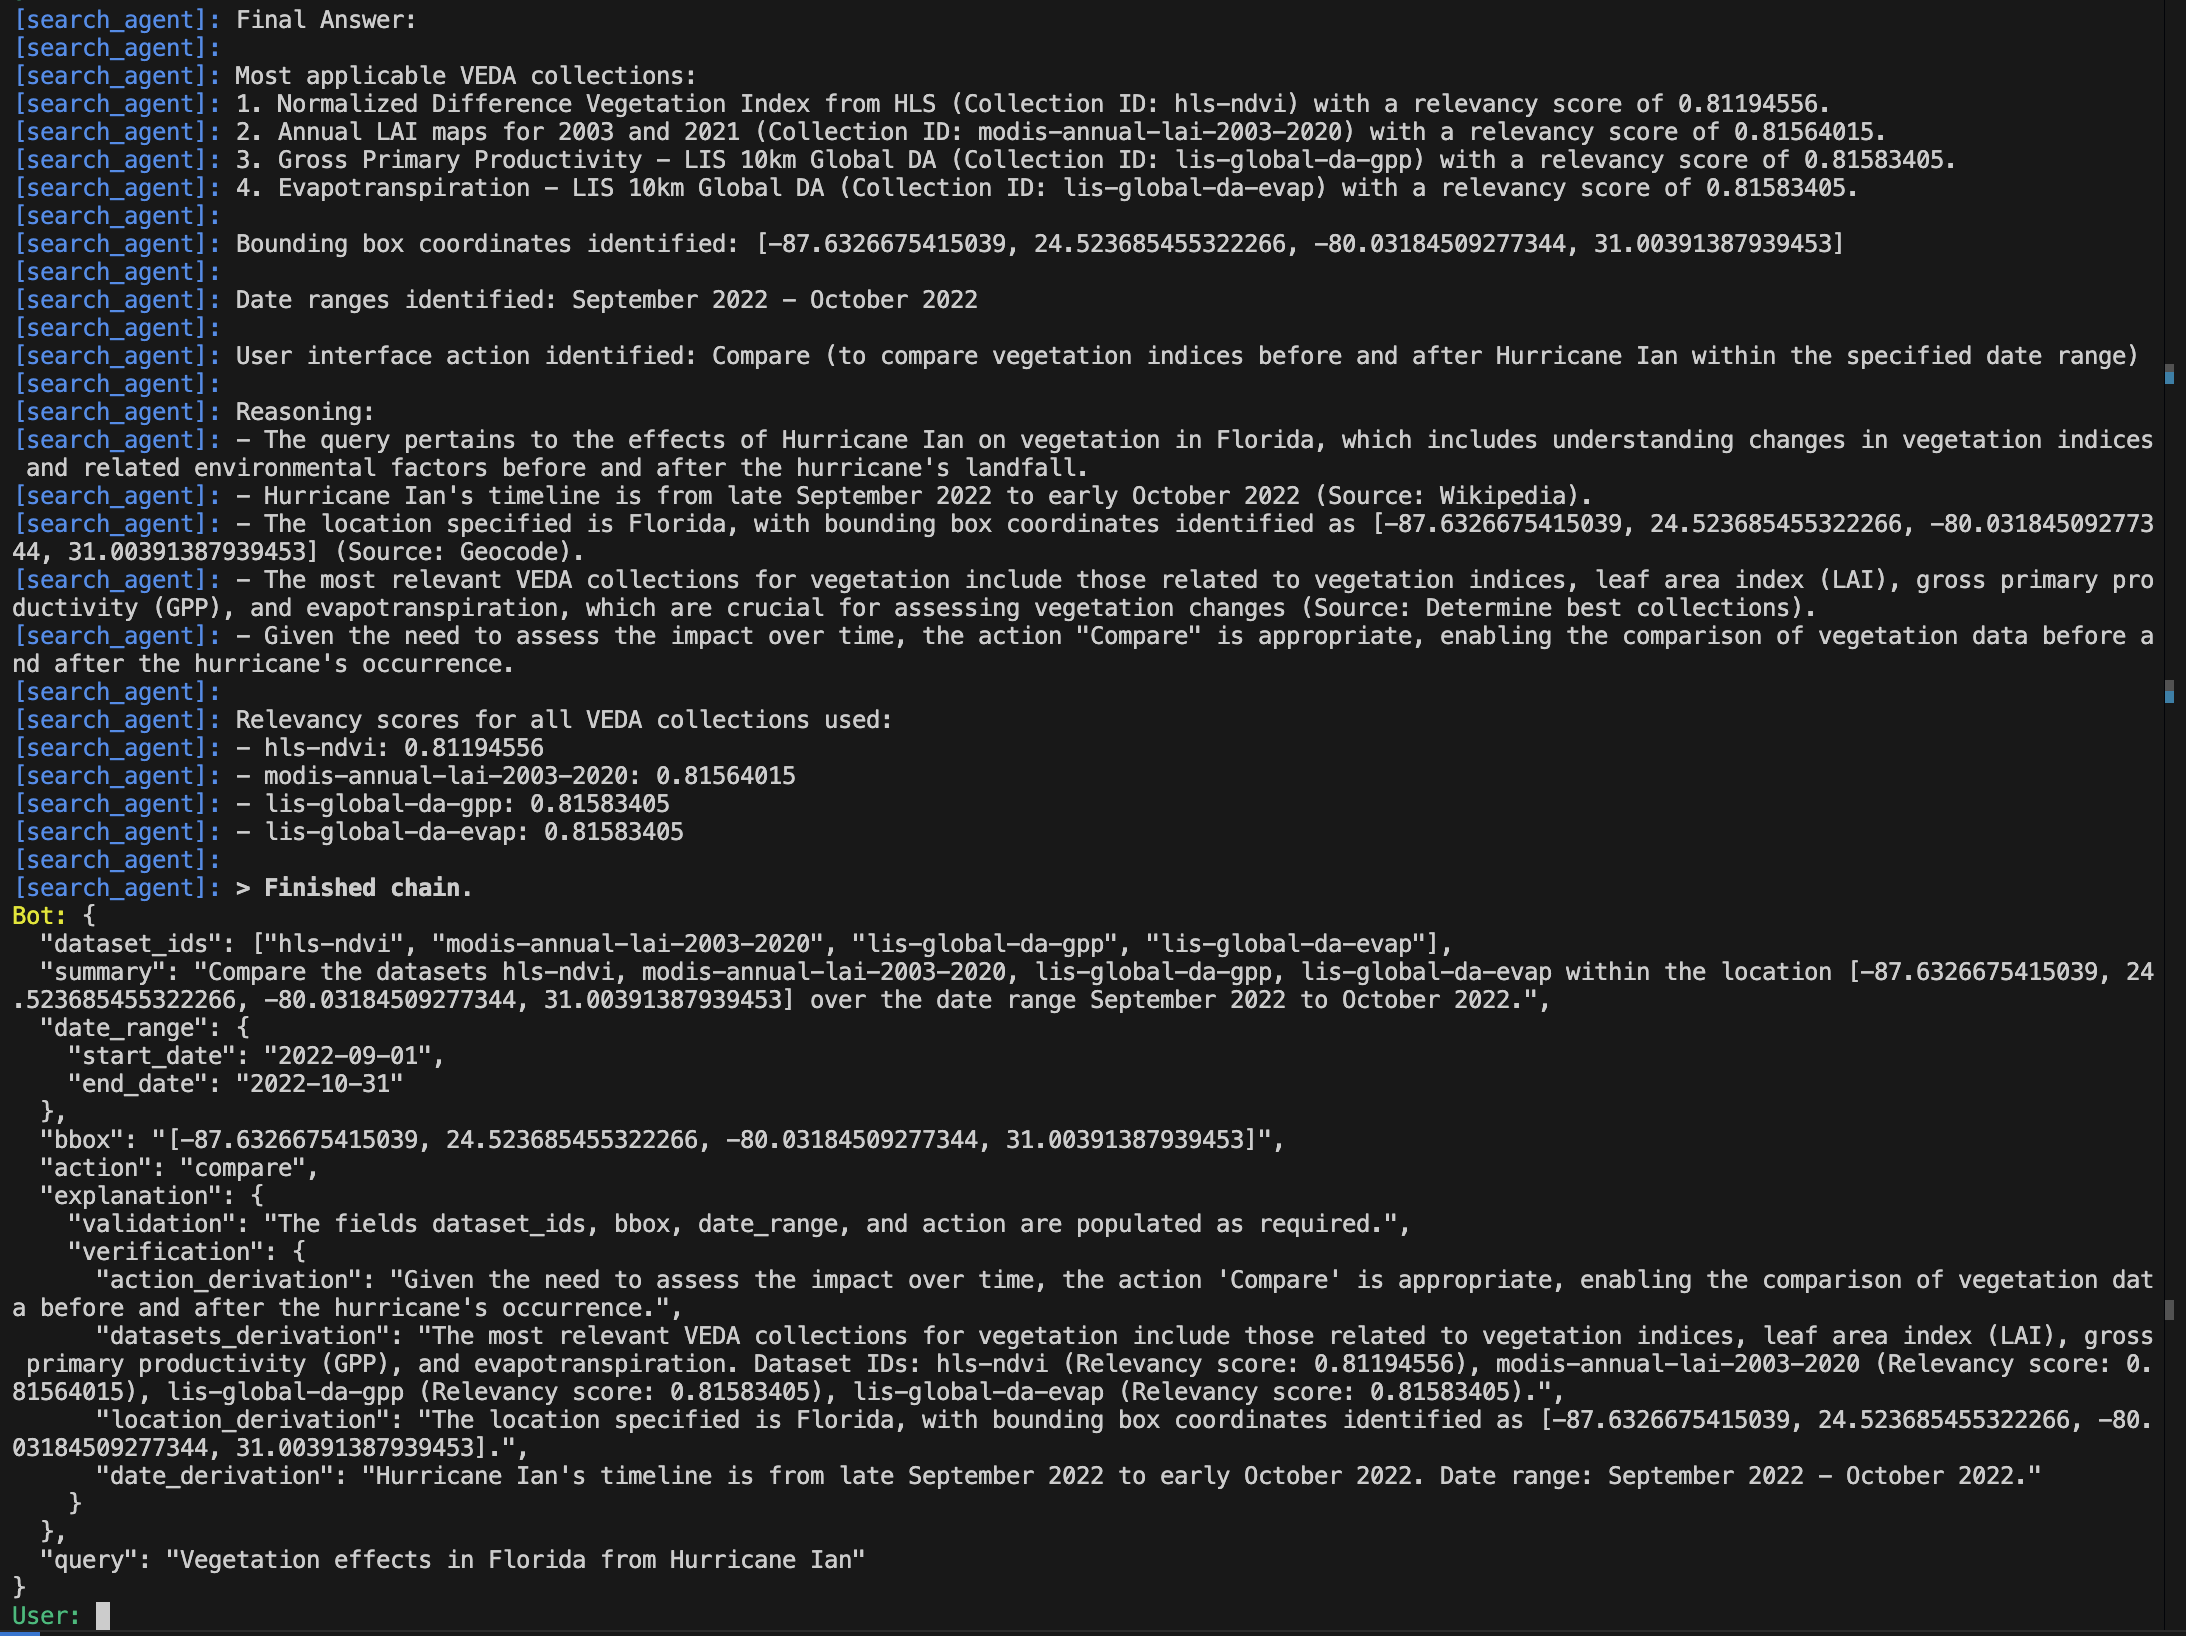 [search_agent]: Final Answer:
[search_agent]:
[search_agent]: Most applicable VEDA collections:
[search_agent]: 1. Normalized Difference Vegetation Index from HLS (Collection ID: hls-ndvi) with a relevancy score of 0.81194556.
[search_agent]: 2. Annual LAI maps for 2003 and 2021 (Collection ID: modis-annual-lai-2003-2020) with a relevancy score of 0.81564015.
[search_agent]: 3. Gross Primary Productivity - LIS 10km Global DA (Collection ID: lis-global-da-gpp) with a relevancy score of 0.81583405.
[search_agent]: 4. Evapotranspiration - LIS 10km Global DA (Collection ID: lis-global-da-evap) with a relevancy score of 0.81583405.
[search_agent]:
[search_agent]: Bounding box coordinates identified: [-87.6326675415039, 24.523685455322266, -80.03184509277344, 31.00391387939453]
[search_agent]:
[search_agent]: Date ranges identified: September 2022 - October 2022
[search_agent]:
[search_agent]: User interface action identified: Compare (to compare vegetation indices before and after Hurricane Ian within the specified date range)
[search_agent]:
[search_agent]: Reasoning:
[search_agent]: - The query pertains to the effects of Hurricane Ian on vegetation in Florida, which includes understanding changes in vegetation indices
 and related environmental factors before and after the hurricane's landfall.
[search_agent]: - Hurricane Ian's timeline is from late September 2022 to early October 2022 (Source: Wikipedia).
[search_agent]: - The location specified is Florida, with bounding box coordinates identified as [-87.6326675415039, 24.523685455322266, -80.031845092773
44, 31.00391387939453] (Source: Geocode).
[search_agent]: - The most relevant VEDA collections for vegetation include those related to vegetation indices, leaf area index (LAI), gross primary pro
ductivity (GPP), and evapotranspiration, which are crucial for assessing vegetation changes (Source: Determine best collections).
[search_agent]: - Given the need to assess the impact over time, the action "Compare" is appropriate, enabling the comparison of vegetation data before a
nd after the hurricane's occurrence.
[search_agent]:
[search_agent]: Relevancy scores for all VEDA collections used:
[search_agent]: - hls-ndvi: 0.81194556
[search_agent]: - modis-annual-lai-2003-2020: 0.81564015
[search_agent]: - lis-global-da-gpp: 0.81583405
[search_agent]: - lis-global-da-evap: 0.81583405
[search_agent]:
[search_agent]: > Finished chain.
Bot: {
  "dataset_ids": ["hls-ndvi", "modis-annual-lai-2003-2020", "lis-global-da-gpp", "lis-global-da-evap"],
  "summary": "Compare the datasets hls-ndvi, modis-annual-lai-2003-2020, lis-global-da-gpp, lis-global-da-evap within the location [-87.6326675415039, 24
.523685455322266, -80.03184509277344, 31.00391387939453] over the date range September 2022 to October 2022.",
  "date_range": {
    "start_date": "2022-09-01",
    "end_date": "2022-10-31"
  },
  "bbox": "[-87.6326675415039, 24.523685455322266, -80.03184509277344, 31.00391387939453]",
  "action": "compare",
  "explanation": {
    "validation": "The fields dataset_ids, bbox, date_range, and action are populated as required.",
    "verification": {
      "action_derivation": "Given the need to assess the impact over time, the action 'Compare' is appropriate, enabling the comparison of vegetation dat
a before and after the hurricane's occurrence.",
      "datasets_derivation": "The most relevant VEDA collections for vegetation include those related to vegetation indices, leaf area index (LAI), gross
 primary productivity (GPP), and evapotranspiration. Dataset IDs: hls-ndvi (Relevancy score: 0.81194556), modis-annual-lai-2003-2020 (Relevancy score: 0.
81564015), lis-global-da-gpp (Relevancy score: 0.81583405), lis-global-da-evap (Relevancy score: 0.81583405).",
      "location_derivation": "The location specified is Florida, with bounding box coordinates identified as [-87.6326675415039, 24.523685455322266, -80.
03184509277344, 31.00391387939453].",
      "date_derivation": "Hurricane Ian's timeline is from late September 2022 to early October 2022. Date range: September 2022 - October 2022."
    }
  },
  "query": "Vegetation effects in Florida from Hurricane Ian"
}
User: